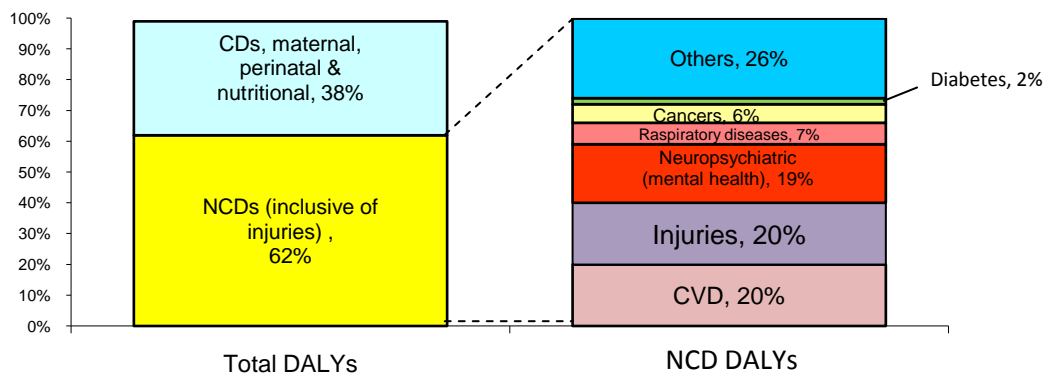 100%
90%
80%
70%
60%
50%
40%
30%
20%
10%
0%
CDs, maternal,
perinatal &
nutritional, 38%
NCDs (inclusive of
injuries) ,
62%
Total DALYs
Others, 26%
Diabetes, 2%
Cancers, 6%
Raspiratory diseases, 7%
Neuropsychiatric
(mental health), 19%
Injuries, 20%
CVD, 20%
NCD DALYs